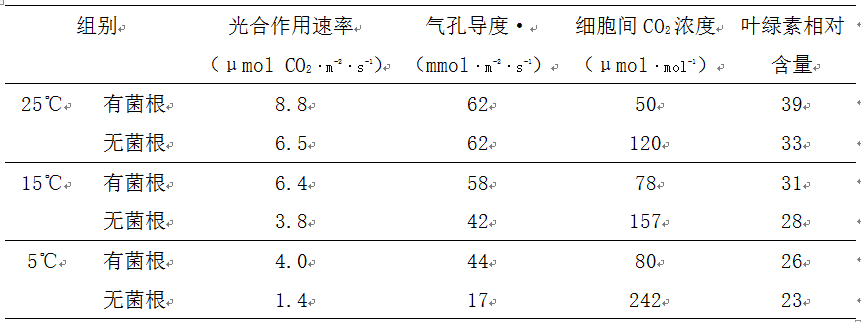 组别 光合作用速率 气孔导度· 细胞间CO₂浓度 叶绿素相对
(μmol CO₂·m⁻²·s⁻¹) (mmol·m⁻²·s⁻¹) (μmol·mol⁻¹) 含量
25℃ 有菌根 8.8 62 50 39
无菌根 6.5 62 120 33
15℃ 有菌根 6.4 58 78 31
无菌根 3.8 42 157 28
5℃ 有菌根 4.0 44 80 26
无菌根 1.4 17 242 23